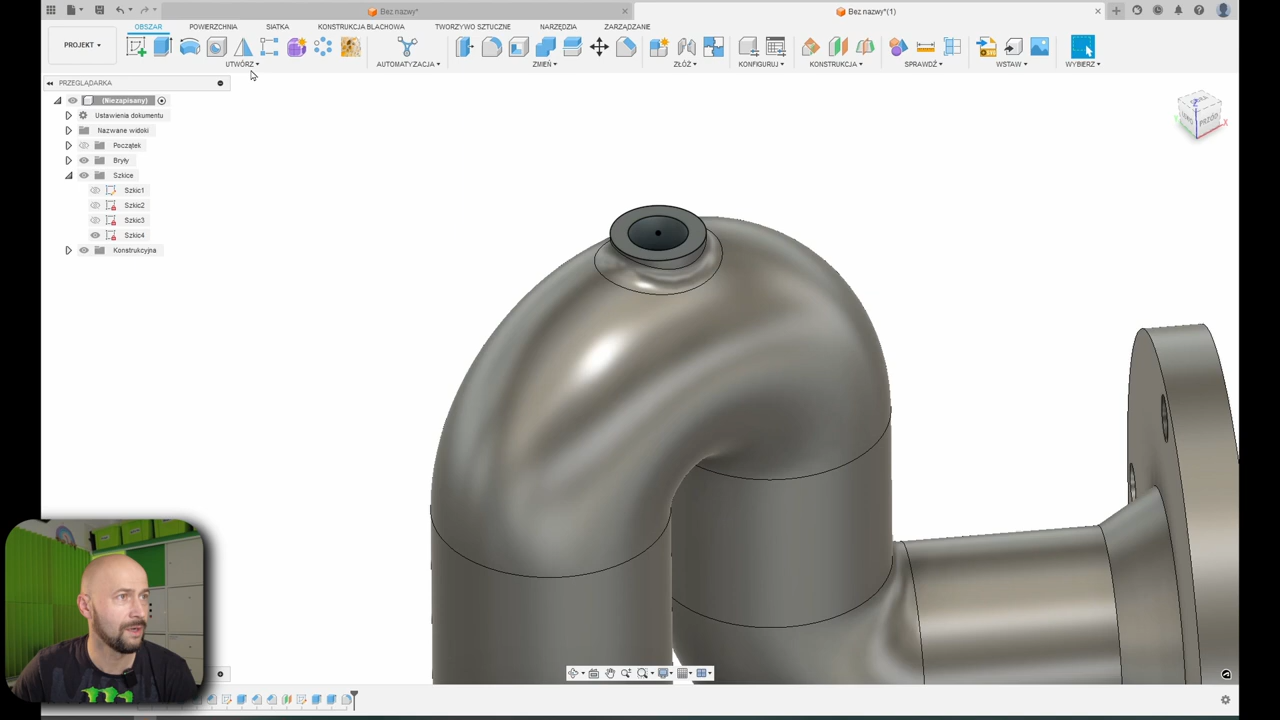 Bez nazwy*
Bez nazwy*(1)
PROJEKT
OBSZAR
POWIERZCHNIA
SIATKA
KONSTRUKCJA BLACHOWA
TWORZYWO SZTUCZNE
NARZĘDZIA
ZARZĄDZANIE
UTWÓRZ
AUTOMATYZACJA
ZMIEŃ
ZŁÓŻ
KONFIGURUJ
KONSTRUKCJA
SPRAWDŹ
WSTAW
WYBIERZ
PRZEGLĄDARKA
(Niezapisany)
Ustawienia dokumentu
Nazwane widoki
Początek
Bryły
Szkice
Szkic1
Szkic2
Szkic3
Szkic4
Konstrukcyjna
Z
X
Y
LEWO
PRZÓD